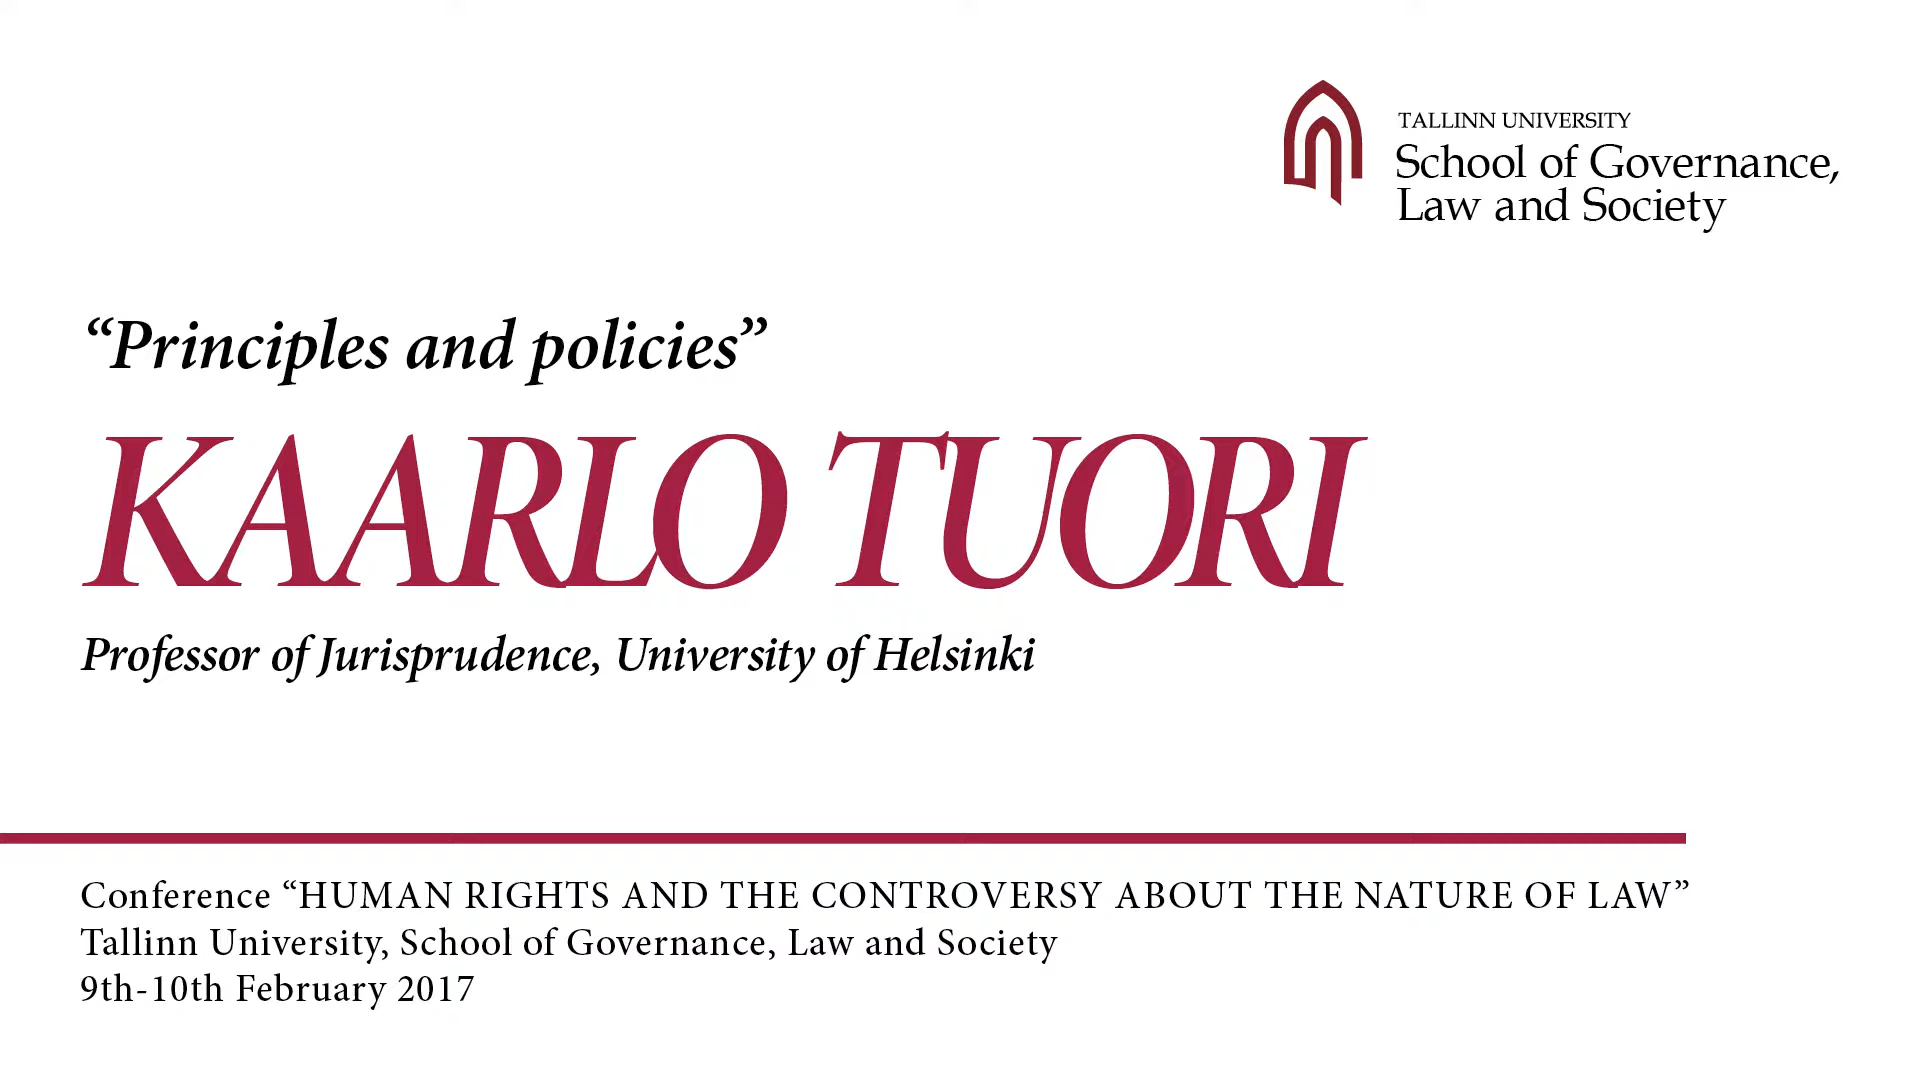 TALLINN UNIVERSITY
School of Governance,
Law and Society
“Principles and policies”
KAARLO TUORI
Professor of Jurisprudence, University of Helsinki
Conference “HUMAN RIGHTS AND THE CONTROVERSY ABOUT THE NATURE OF LAW”
Tallinn University, School of Governance, Law and Society
9th-10th February 2017